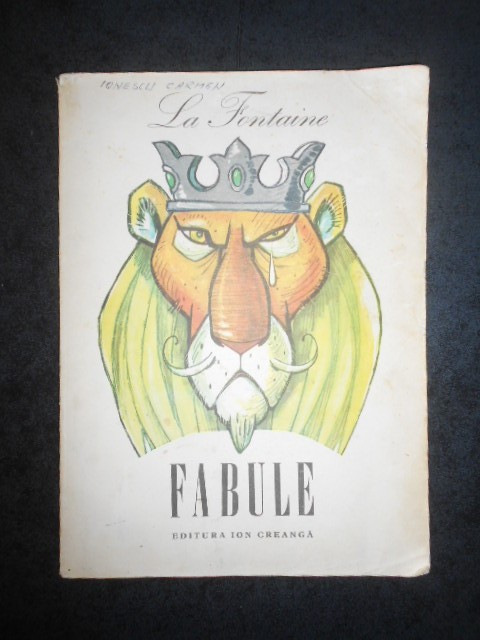 IONESCU CARMEN
La Fontaine
FABULE
EDITURA ION CREANGĂ